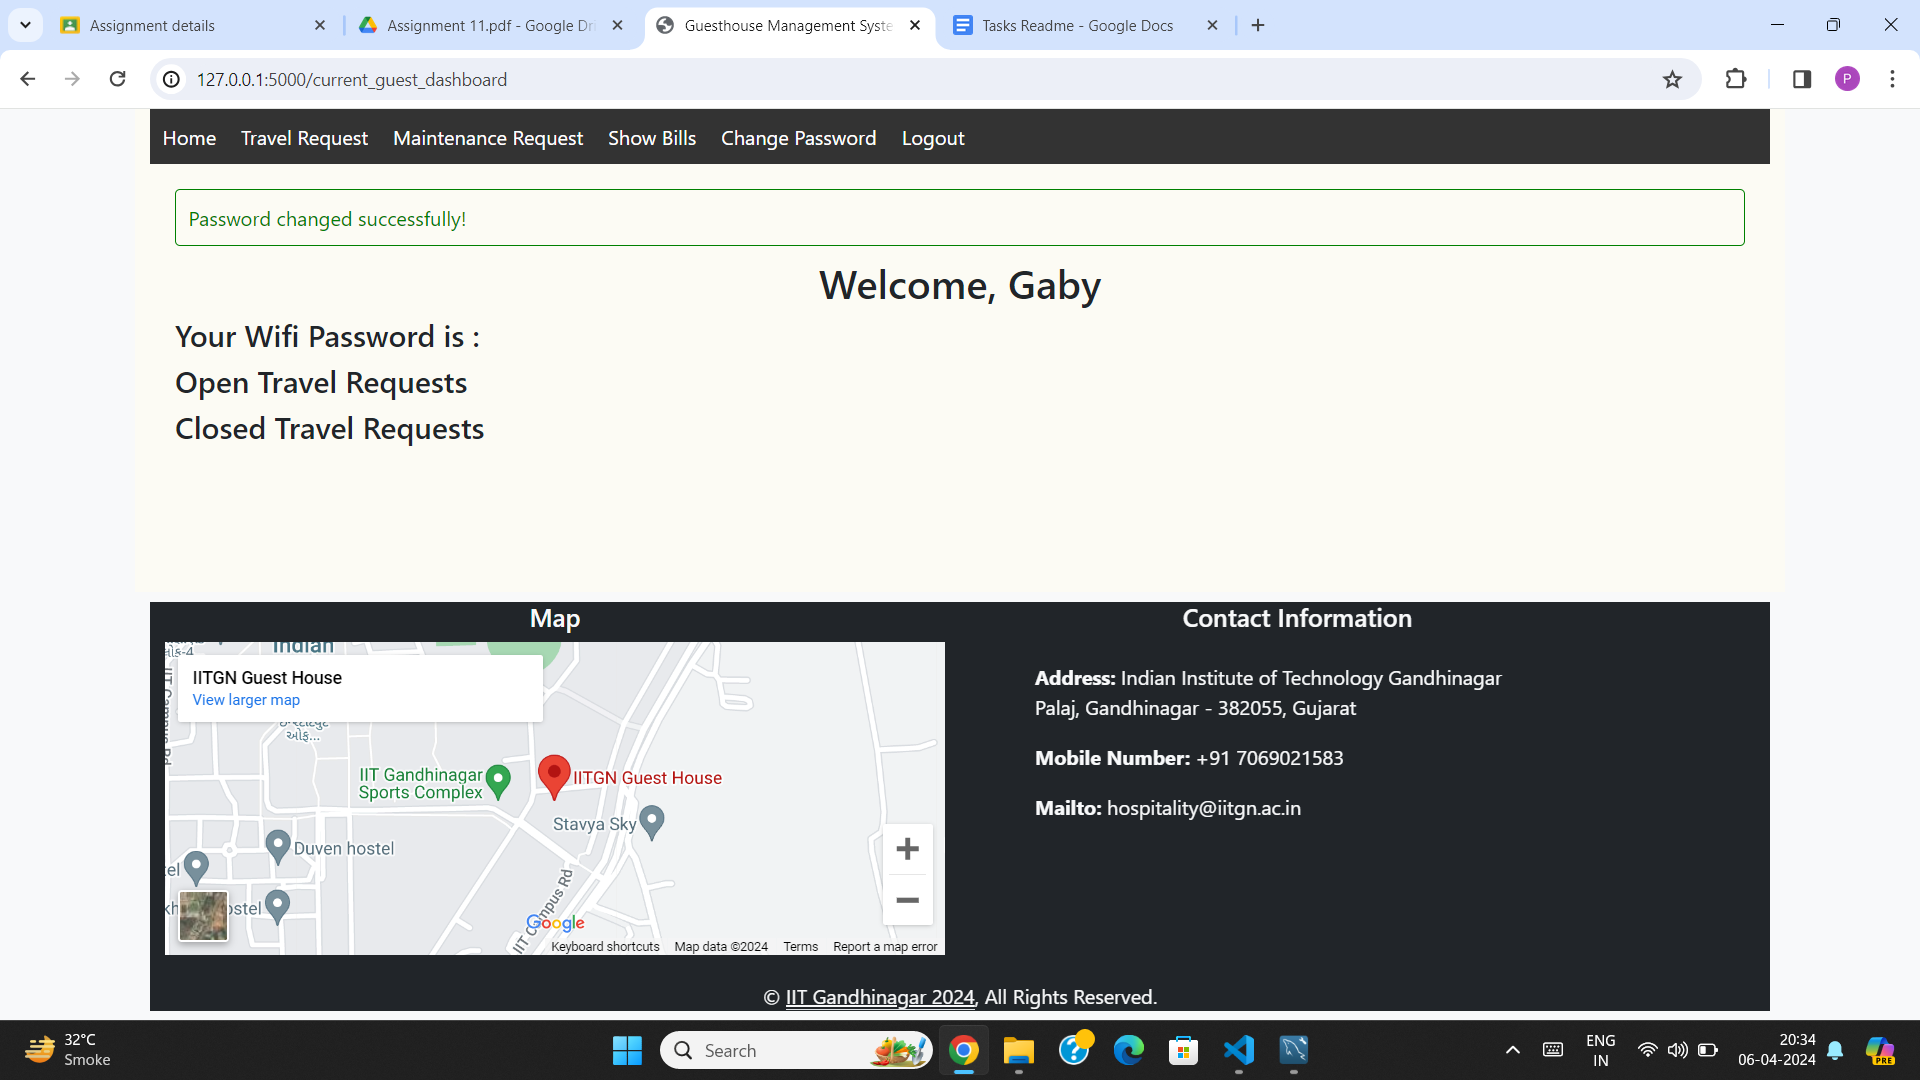 Assignment details
Assignment 11.pdf - Google Dri
Guesthouse Management Syste
Tasks Readme - Google Docs
127.0.0.1:5000/current_guest_dashboard
P
Home Travel Request Maintenance Request Show Bills Change Password Logout
Password changed successfully!
Welcome, Gaby
Your Wifi Password is :
Open Travel Requests
Closed Travel Requests
Map
Indian
IITGN Guest House
View larger map
ઓફ...
IIT Gandhinagar
Sports Complex
IITGN Guest House
Stavya Sky
Duven hostel
IIT Campus Rd
Google
Keyboard shortcuts Map data ©2024 Terms Report a map error
Contact Information
Address: Indian Institute of Technology Gandhinagar
Palaj, Gandhinagar - 382055, Gujarat
Mobile Number: +91 7069021583
Mailto: hospitality@iitgn.ac.in
© IIT Gandhinagar 2024, All Rights Reserved.
32°C
Smoke
Search
ENG
IN
20:34
06-04-2024
PRE